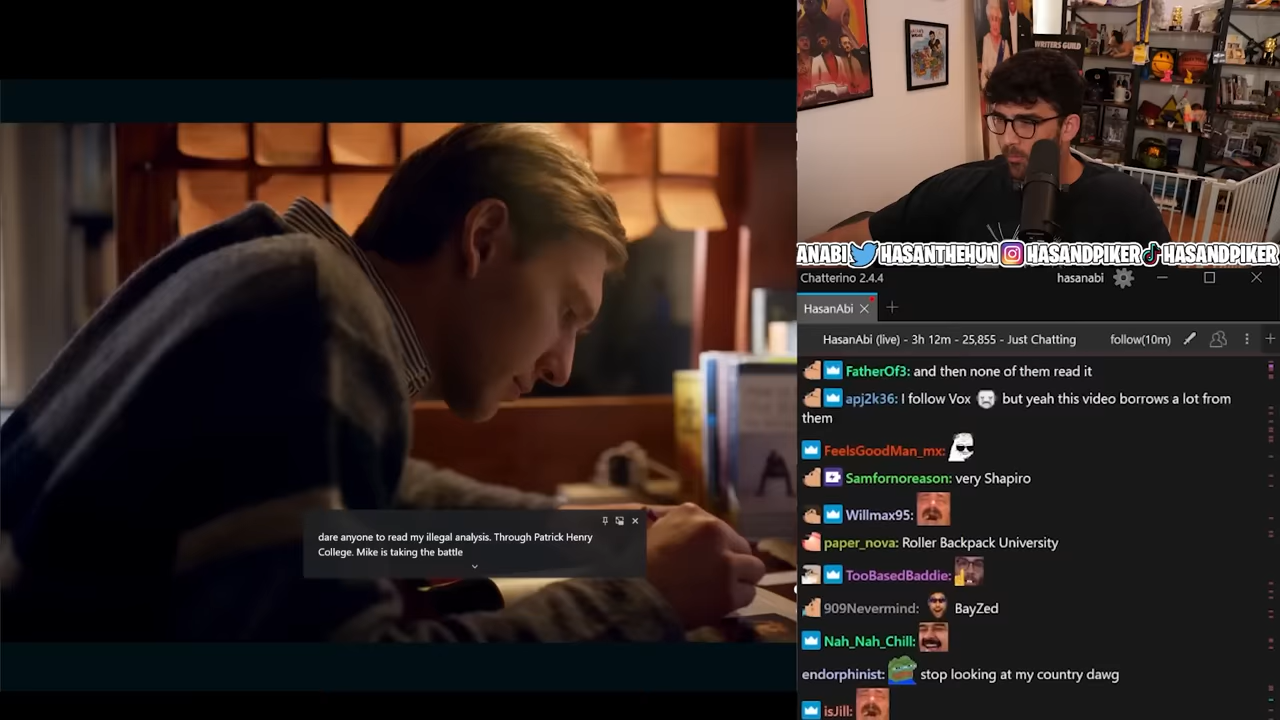 WRITERS GUILD
ANABI HASANTHEHUN HASANDPIKER HASANDPIKER
Chatterino 2.4.4
hasanabi
HasanAbi
HasanAbi (live) - 3h 12m - 25,855 - Just Chatting
follow(10m)
FatherOf3: and then none of them read it
apj2k36: I follow Vox but yeah this video borrows a lot from
them
FeelsGoodMan_mx:
Samfornoreason: very Shapiro
Willmax95:
paper_nova: Roller Backpack University
TooBasedBaddie:
909Nevermind: BayZed
Nah_Nah_Chill:
endorphinist: stop looking at my country dawg
isJill:
dare anyone to read my illegal analysis. Through Patrick Henry
College. Mike is taking the battle